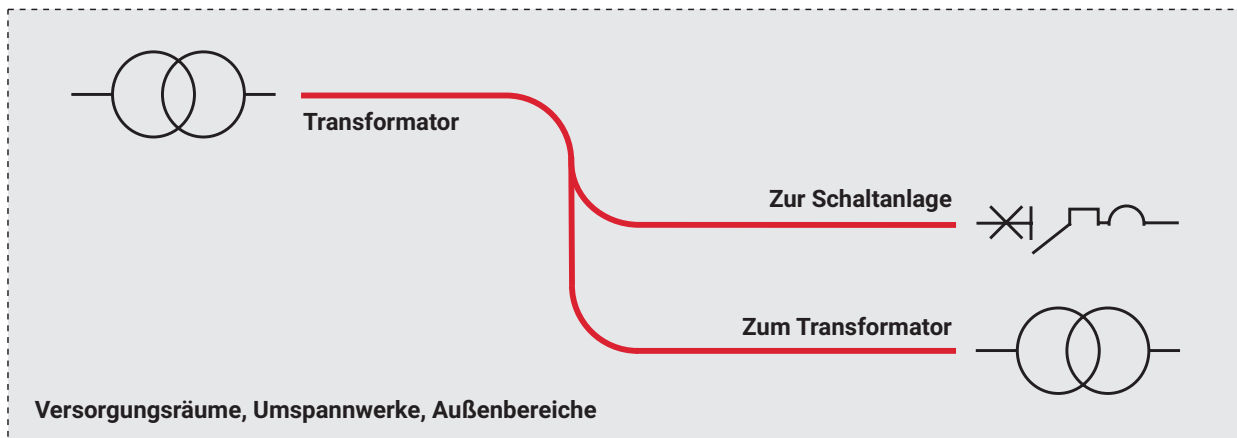 Transformator
Zur Schaltanlage
Zum Transformator
Versorgungsräume, Umspannwerke, Außenbereiche